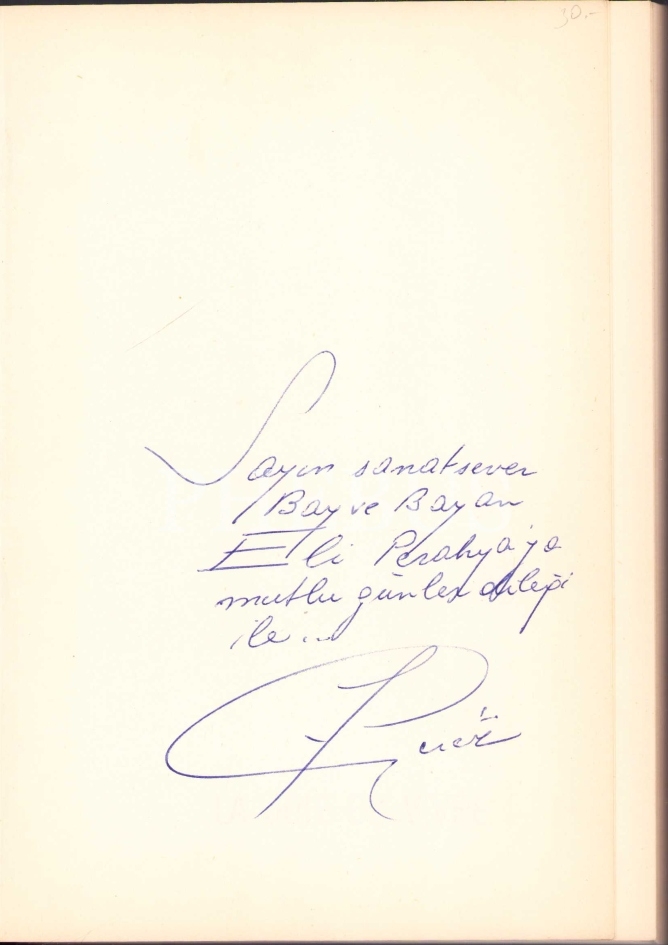 30.-
Sayın sanatsever
Bay ve Bayan
Eli Perahya'ya
mutlu günler dileği
ile...